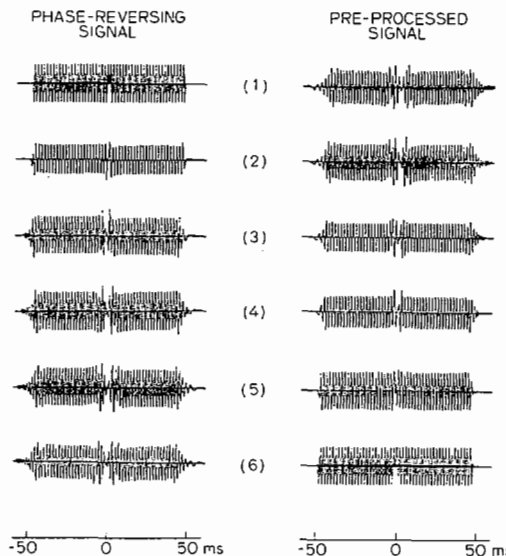 PHASE-REVERSING
SIGNAL
PRE-PROCESSED
SIGNAL
(1)
(2)
(3)
(4)
(5)
(6)
-50 0 50 ms
-50 0 50 ms